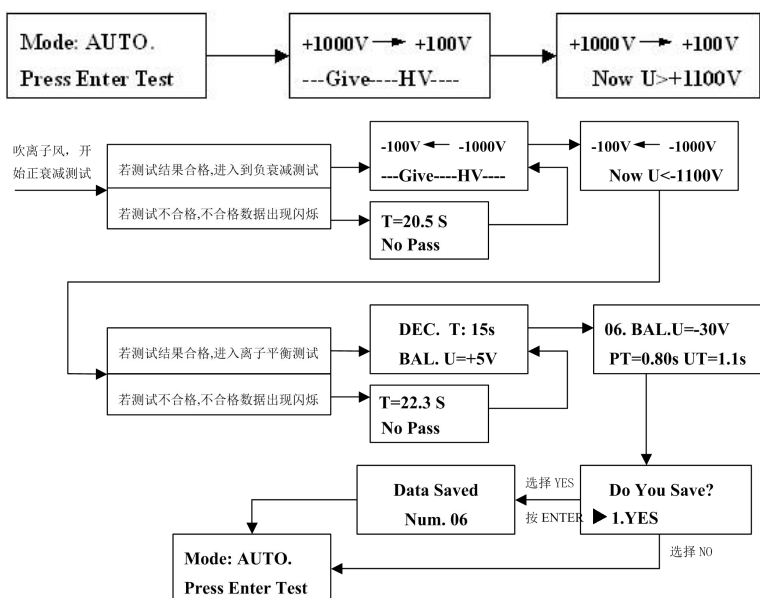 Mode: AUTO.
Press Enter Test
+1000V → +100V
---Give----HV----
+1000V → +100V
Now U>+1100V
吹离子风，开
始正衰减测试
若测试结果合格,进入到负衰减测试
若测试不合格,不合格数据出现闪烁
-100V ← -1000V
---Give----HV----
T=20.5 S
No Pass
-100V ← -1000V
Now U<-1100V
若测试结果合格,进入离子平衡测试
若测试不合格,不合格数据出现闪烁
DEC. T: 15s
BAL. U=+5V
T=22.3 S
No Pass
06. BAL.U=-30V
PT=0.80s UT=1.1s
Do You Save?
▶ 1.YES
选择 YES
按 ENTER
Data Saved
Num. 06
选择 NO
Mode: AUTO.
Press Enter Test